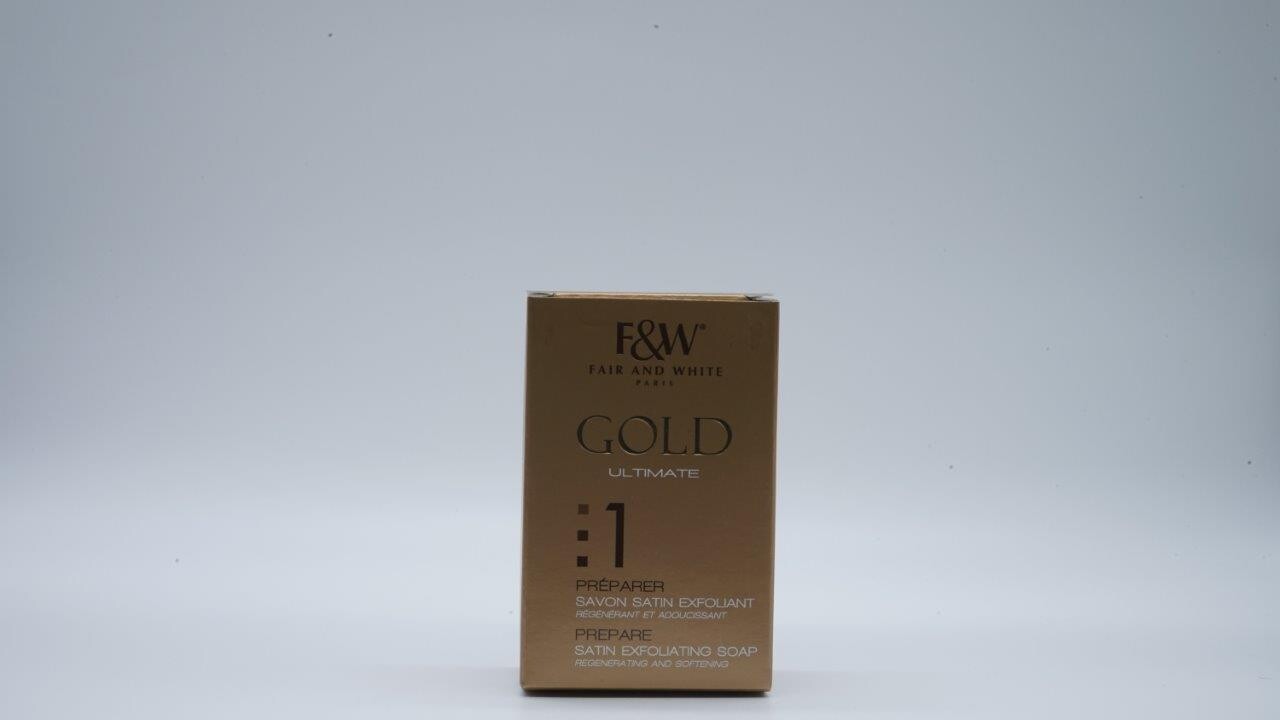 F&W®
FAIR AND WHITE
PARIS
GOLD
ULTIMATE
1
PRÉPARER
SAVON SATIN EXFOLIANT
RÉGÉNÉRANT ET ADOUCISSANT
PREPARE
SATIN EXFOLIATING SOAP
REGENERATING AND SOFTENING